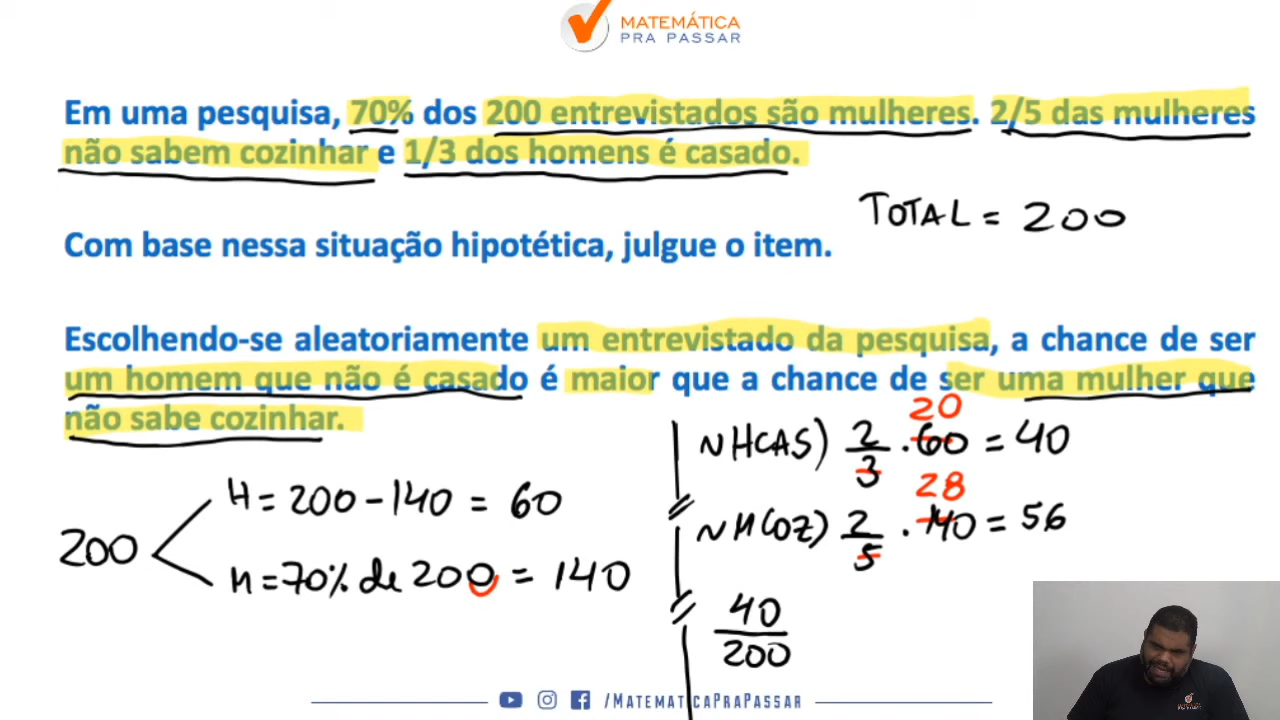 MATEMÁTICA
PRA PASSAR
Em uma pesquisa, 70% dos 200 entrevistados são mulheres. 2/5 das mulheres
não sabem cozinhar e 1/3 dos homens é casado.
TOTAL = 200
Com base nessa situação hipotética, julgue o item.
Escolhendo-se aleatoriamente um entrevistado da pesquisa, a chance de ser
um homem que não é casado é maior que a chance de ser uma mulher que
não sabe cozinhar.
20
NHCAS) 2/3 . 60 = 40
28
NMCOZ) 2/5 . 140 = 56
200
H = 200 - 140 = 60
M = 70% de 200 = 140
40/200
/MATEMATICAPRAPASSAR